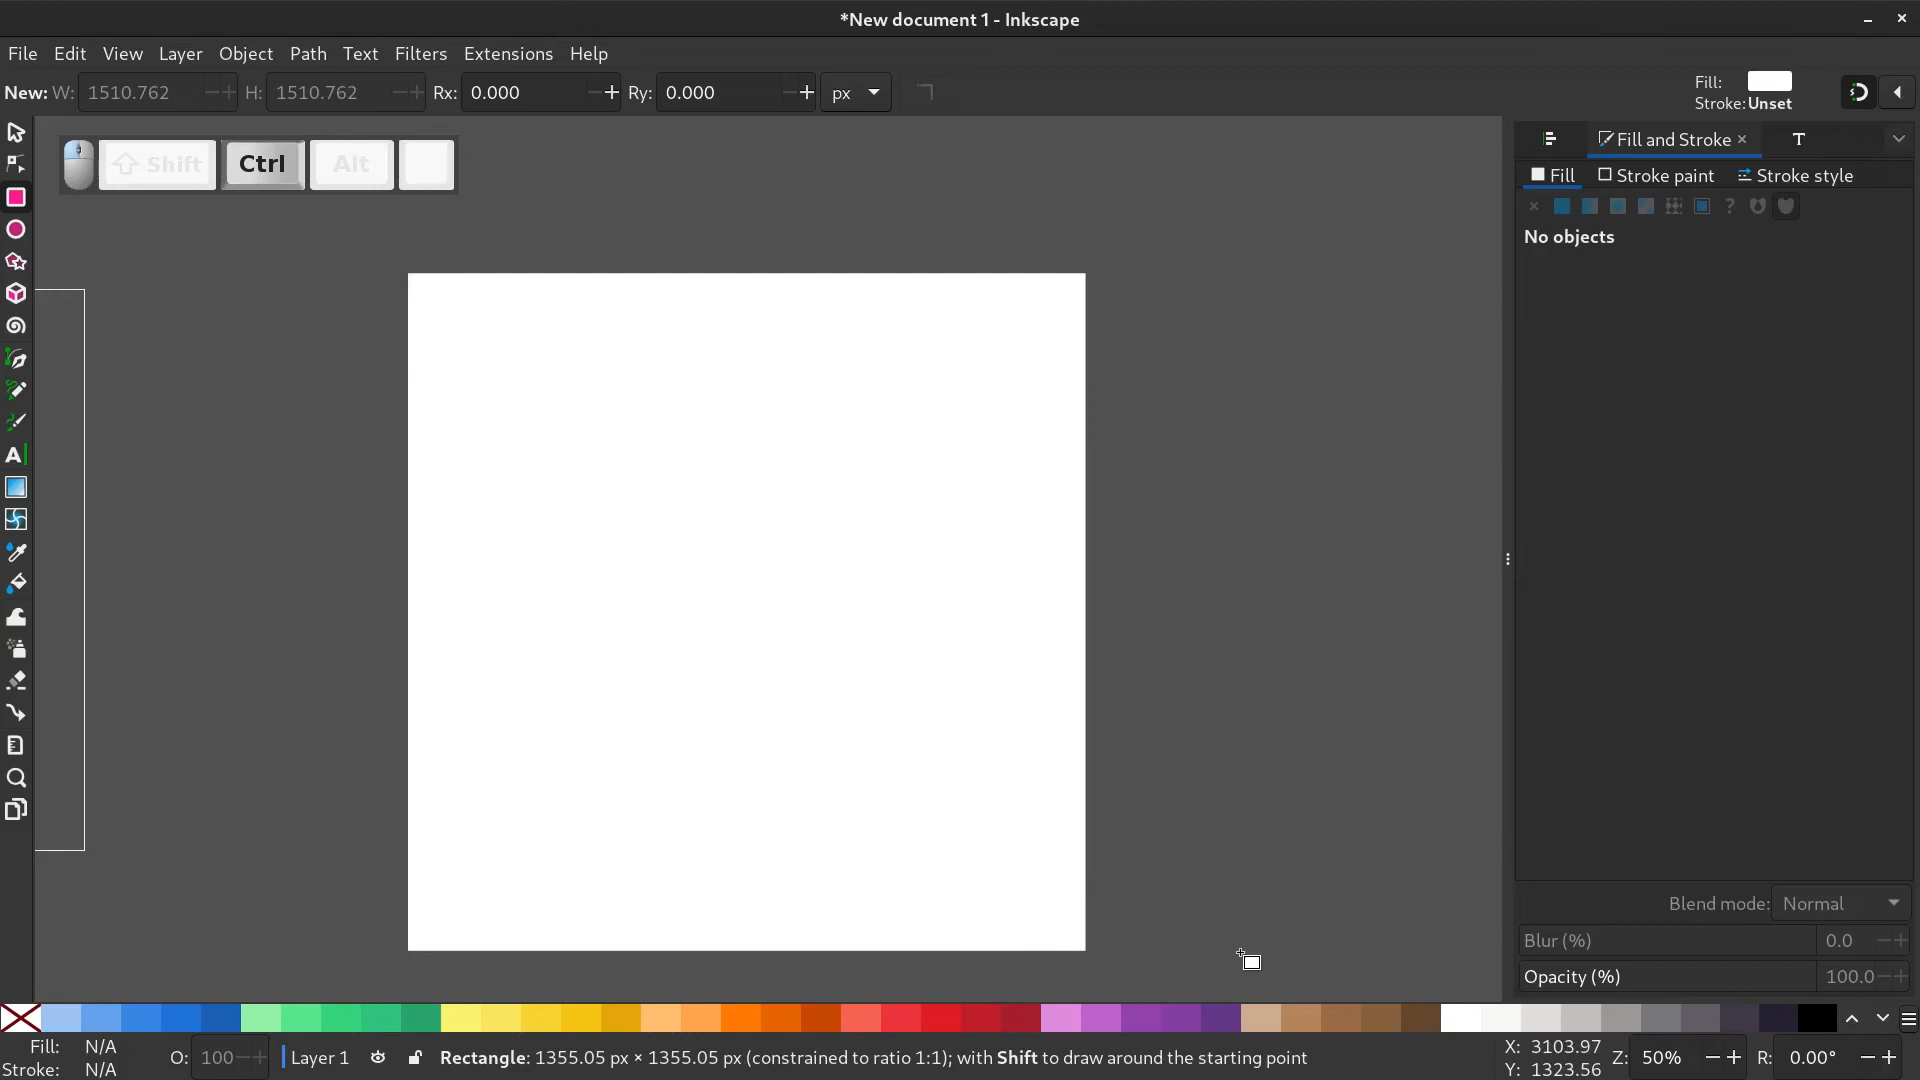 *New document 1 - Inkscape
File Edit View Layer Object Path Text Filters Extensions Help
New: W: 1510.762 H: 1510.762 Rx: 0.000 Ry: 0.000 px
Fill:
Stroke: Unset
Shift Ctrl Alt
Fill and Stroke
Fill Stroke paint Stroke style
No objects
Blend mode: Normal
Blur (%) 0.0
Opacity (%) 100.0
Fill: N/A
Stroke: N/A
O: 100
Layer 1
Rectangle: 1355.05 px × 1355.05 px (constrained to ratio 1:1); with Shift to draw around the starting point
X: 3103.97
Y: 1323.56
Z: 50%
R: 0.00°